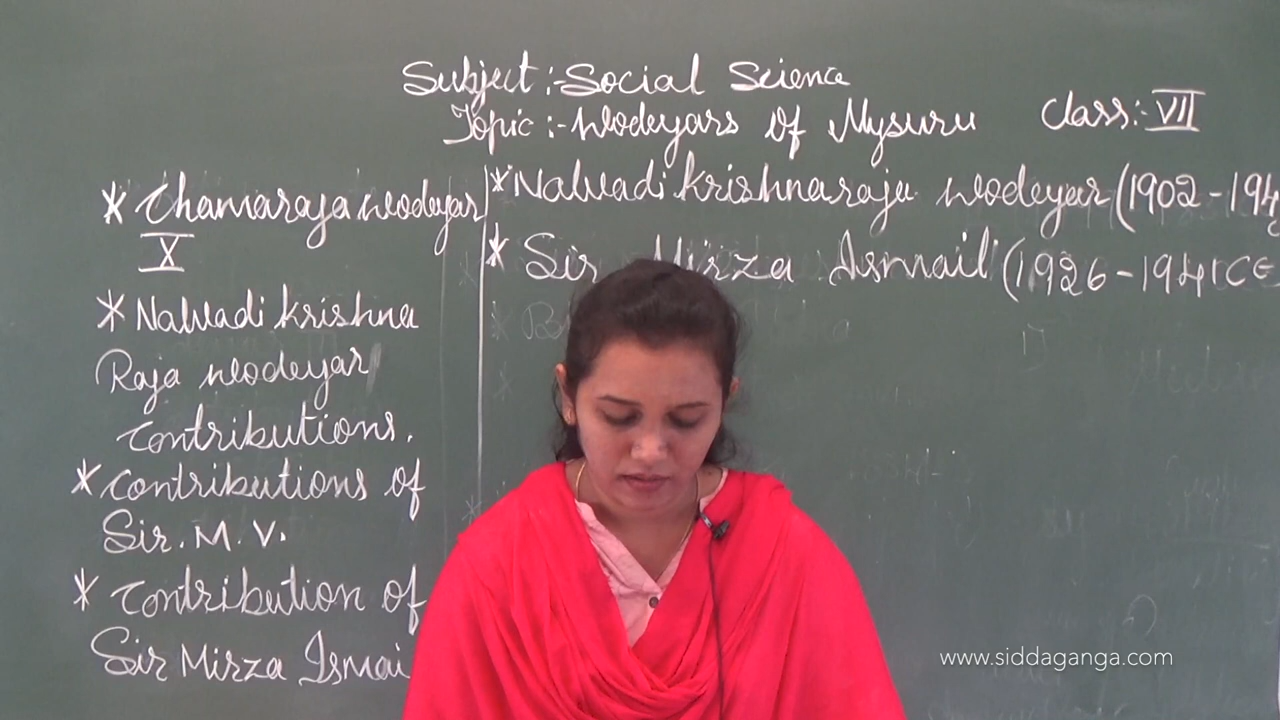 Subject :- Social Science
Topic :- Wodeyars of Mysuru
Class:- VII
* Chamaraja Wodeyar
X
* Nalwadi Krishna
Raja Wodeyar
Contributions.
* Contributions of
Sir. M. V.
* Contribution of
Sir Mirza Ismai
* Nalwadi Krishnaraja Wodeyar (1902 - 194
* Sir Mirza Ismail (1926 - 1941 CE
www.siddaganga.com